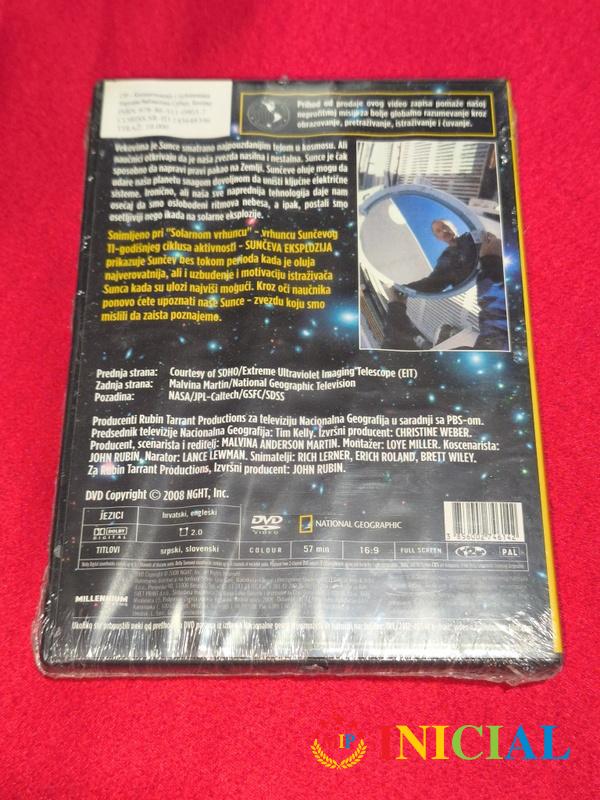 Prihod od prodaje ovog video zapisa pomaže našoj
neprofitnoj misiji za bolje globalno razumevanje kroz
obrazovanje, pretraživanje, istraživanje i čuvanje.
Vekovima je Sunce smatrano najpouzdanijim telom u kosmosu. Ali
naučnici otkrivaju da je naša zvezda nasilna i nestalna. Sunce je čak
sposobno da napravi pravi pakao na Zemlji. Sunčeve oluje mogu da
udare našu planetu snagom dovoljnom da uništi ključne električne
sisteme. Ironično, ali naša sve naprednija tehnologija daje nam
osećaj da smo oslobođeni ritmova nebesa, a ipak, postali smo
osetljiviji nego ikada na solarne eksplozije.
Snimljeno pri "Solarnom vrhuncu" - vrhuncu Sunčevog
11-godišnjeg ciklusa aktivnosti - SUNČEVA EKSPLOZIJA
prikazuje Sunčev bes tokom perioda kada je oluja
najverovatnija, ali i uzbuđenje i motivaciju istraživača
Sunca kada su ulozi najviši mogući. Kroz oči naučnika
ponovo ćete upoznati naše Sunce - zvezdu koju smo
mislili da zaista poznajemo.
Prednja strana: Courtesy of SOHO/Extreme Ultraviolet Imaging Telescope (EIT)
Zadnja strana: Malvina Martin/National Geographic Television
Pozadina: NASA/JPL-Caltech/GSFC/SDSS
Producenti Rubin Tarrant Productions za televiziju Nacionalna Geografija u saradnji sa PBS-om.
Predsednik televizije Nacionalna Geografija: Tim Kelly. Izvršni producent: CHRISTINE WEBER.
Producent, scenarista i reditelj: MALVINA ANDERSON MARTIN. Montažer: LOYE MILLER. Koscenarista:
JOHN RUBIN, Narator: LANCE LEWMAN. Snimatelji: RICH LERNER, ERICH ROLAND, BRETT WILEY.
Za Rubin Tarrant Productions, Izvršni producent: JOHN RUBIN.
DVD Copyright © 2008 NGHT, Inc.
JEZICI hrvatski, engleski
DOLBY DIGITAL 2.0
DVD VIDEO
NATIONAL GEOGRAPHIC
TITLOVI srpski, slovenski COLOUR 57 min 16:9 FULL SCREEN PAL
MILLENNIUM
IP INICIAL